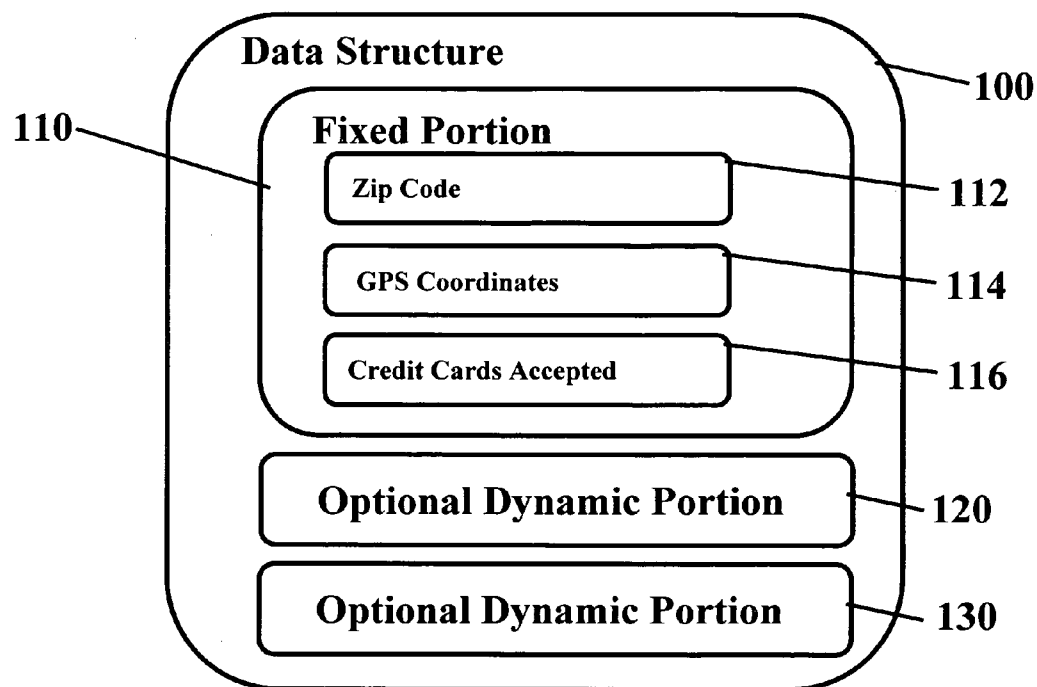 Data Structure
100
110
Fixed Portion
Zip Code
112
GPS Coordinates
114
Credit Cards Accepted
116
Optional Dynamic Portion
120
Optional Dynamic Portion
130